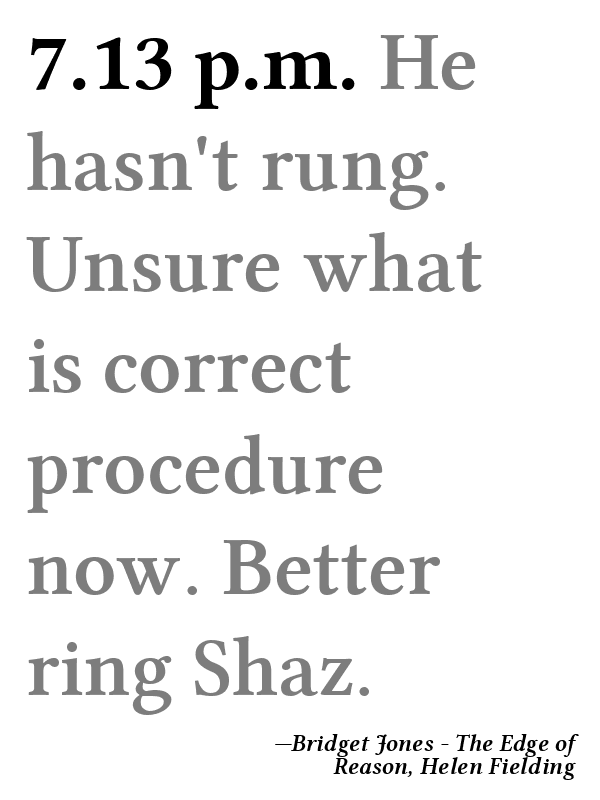 7.13 p.m. He
hasn't rung.
Unsure what
is correct
procedure
now. Better
ring Shaz.
—Bridget Jones - The Edge of
Reason, Helen Fielding